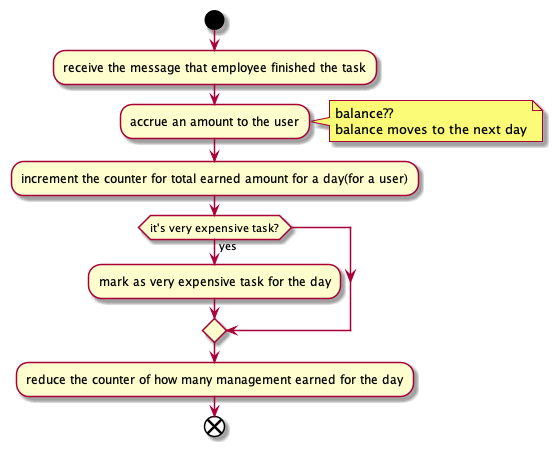 receive the message that employee finished the task
accrue an amount to the user
balance??
balance moves to the next day
increment the counter for total earned amount for a day(for a user)
it's very expensive task?
yes
mark as very expensive task for the day
reduce the counter of how many management earned for the day